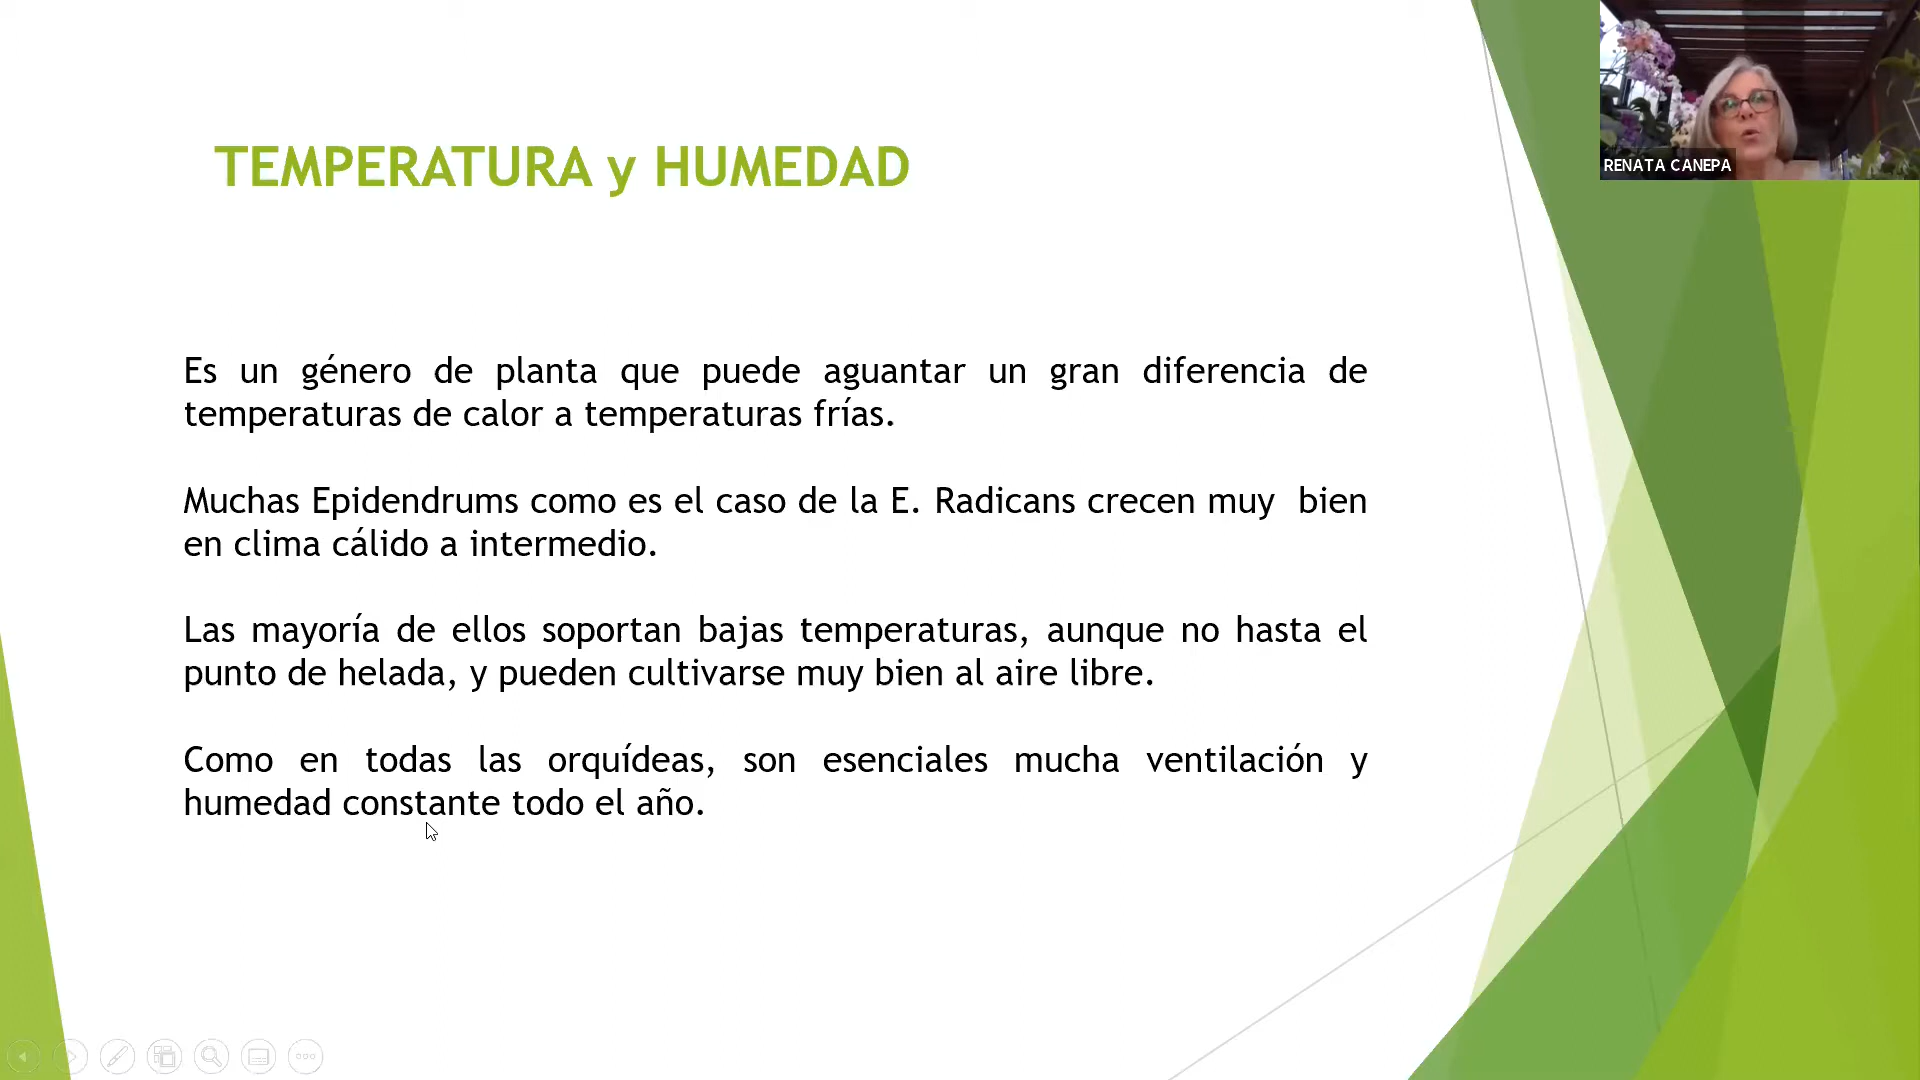 TEMPERATURA y HUMEDAD
RENATA CANEPA
Es un género de planta que puede aguantar un gran diferencia de
temperaturas de calor a temperaturas frías.
Muchas Epidendrums como es el caso de la E. Radicans crecen muy bien
en clima cálido a intermedio.
Las mayoría de ellos soportan bajas temperaturas, aunque no hasta el
punto de helada, y pueden cultivarse muy bien al aire libre.
Como en todas las orquídeas, son esenciales mucha ventilación y
humedad constante todo el año.